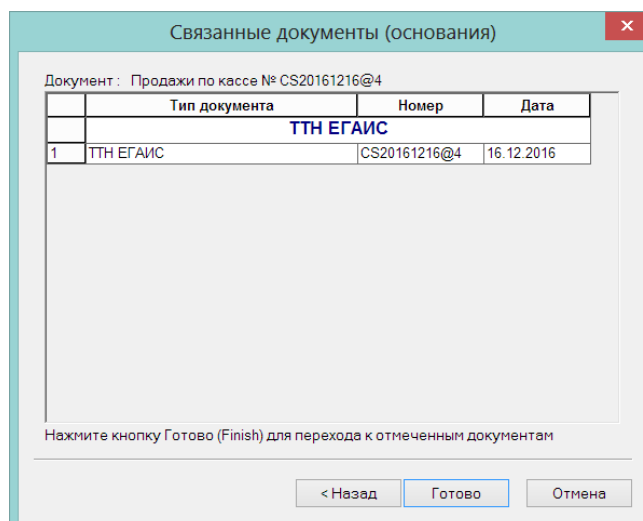 Связанные документы (основания)
Документ : Продажи по кассе № CS20161216@4
Тип документа Номер Дата
ТТН ЕГАИС
1 ТТН ЕГАИС CS20161216@4 16.12.2016
Нажмите кнопку Готово (Finish) для перехода к отмеченным документам
< Назад Готово Отмена